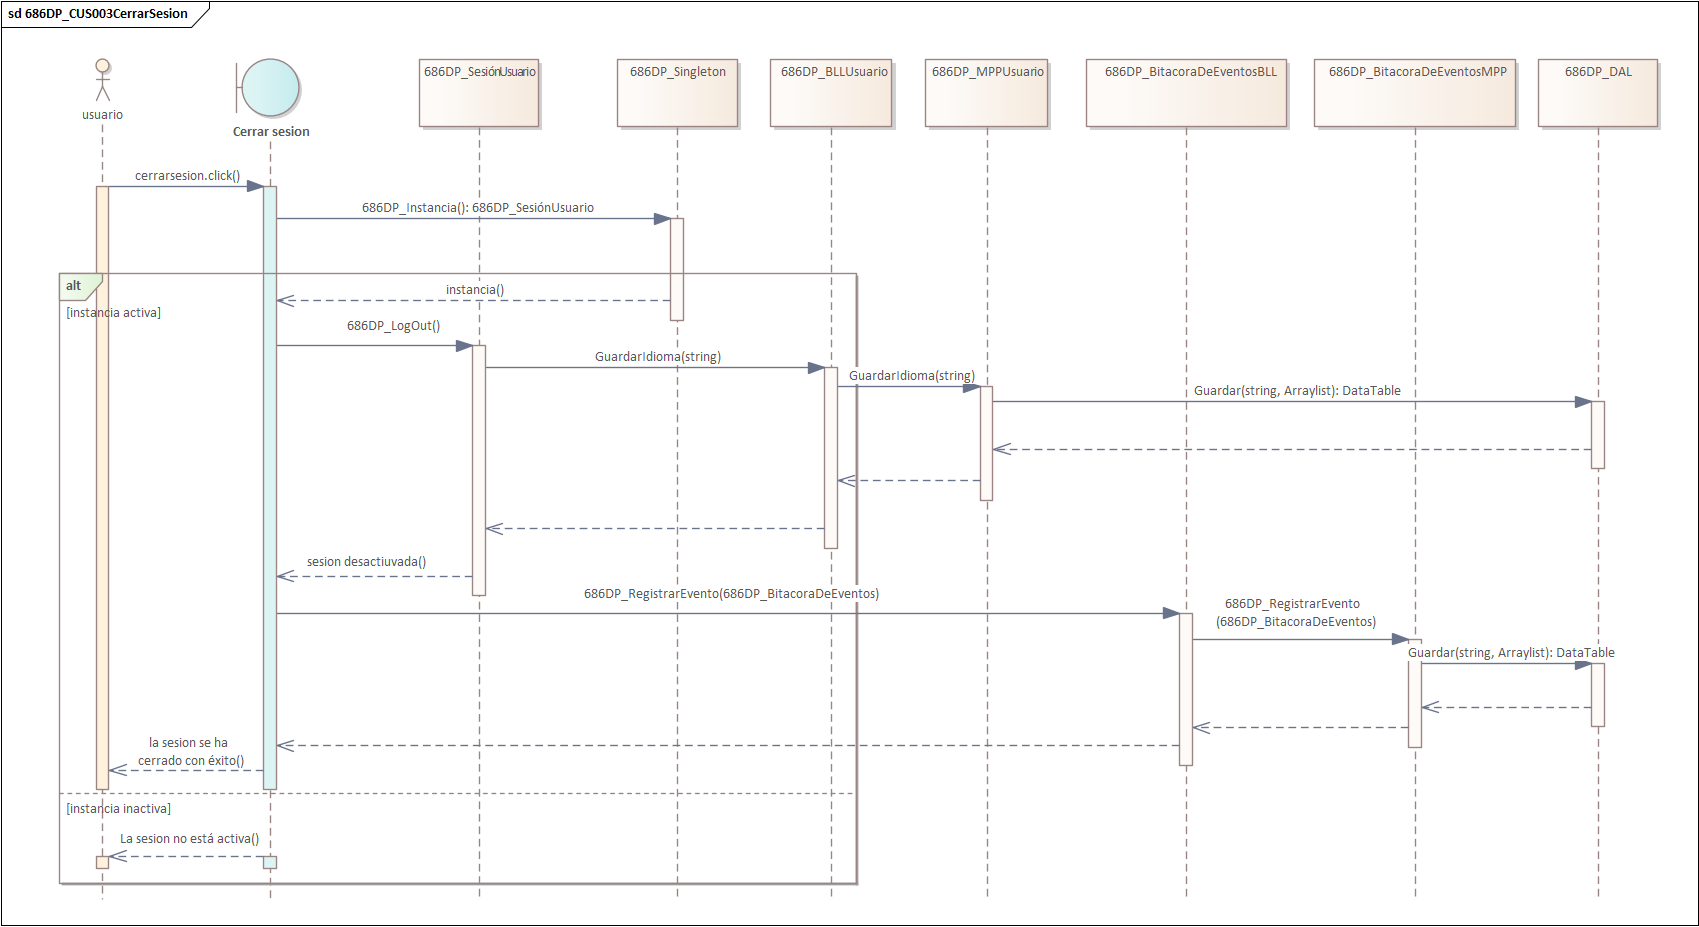 sd 686DP_CUS003CerrarSesion
usuario
Cerrar sesion
686DP_SesiónUsuario
686DP_Singleton
686DP_BLLUsuario
686DP_MPPUsuario
686DP_BitacoraDeEventosBLL
686DP_BitacoraDeEventosMPP
686DP_DAL
cerrarsesion.click()
686DP_Instancia(): 686DP_SesiónUsuario
alt
instancia()
[instancia activa]
686DP_LogOut()
GuardarIdioma(string)
GuardarIdioma(string)
Guardar(string, Arraylist): DataTable
sesion desactiuvada()
686DP_RegistrarEvento(686DP_BitacoraDeEventos)
686DP_RegistrarEvento
(686DP_BitacoraDeEventos)
Guardar(string, Arraylist): DataTable
la sesion se ha
cerrado con éxito()
[instancia inactiva]
La sesion no está activa()